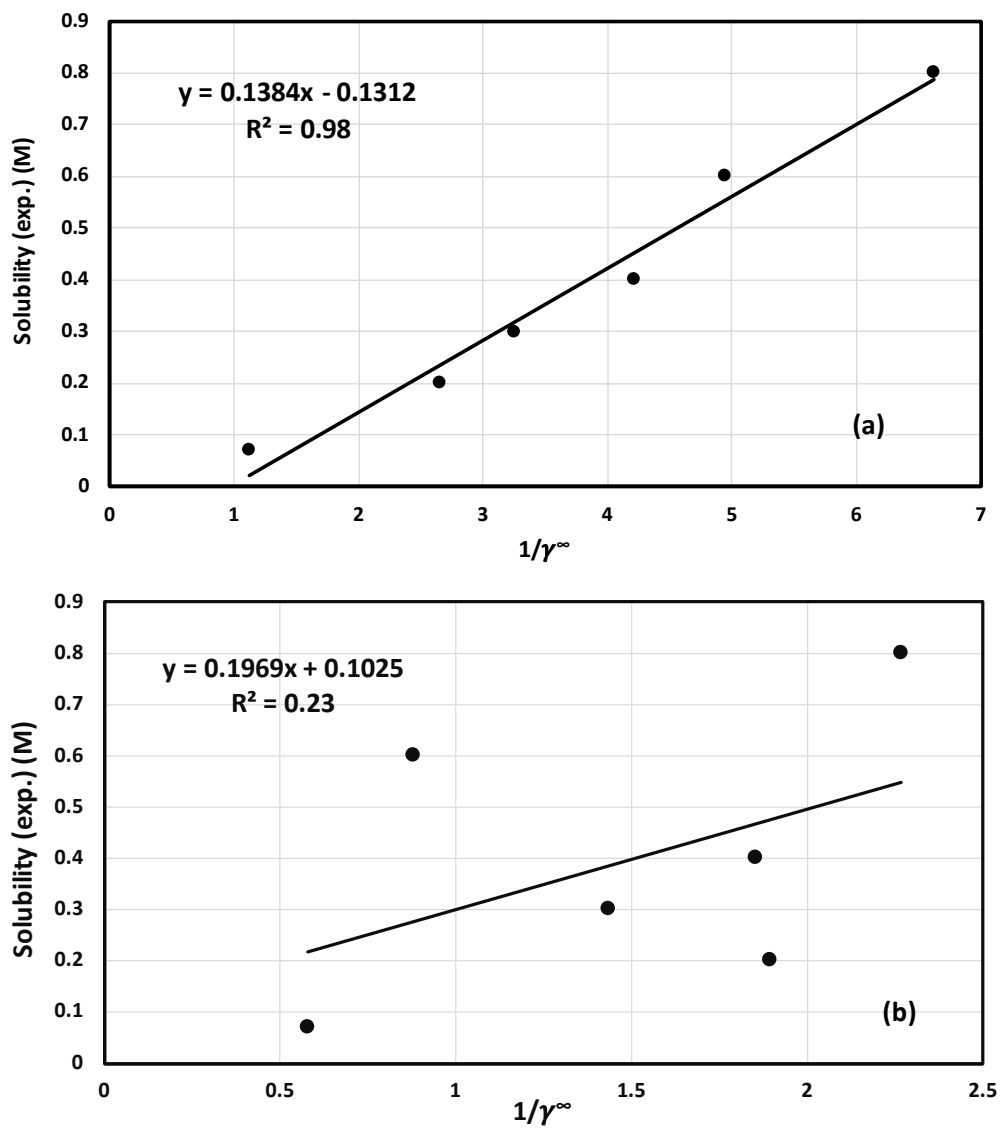 0.9
0.8
0.7
0.6
0.5
0.4
0.3
0.2
0.1
0
Solubility (exp.) (M)
y = 0.1384x - 0.1312
R² = 0.98
(a)
0 1 2 3 4 5 6 7
1/γ∞
0.9
0.8
0.7
0.6
0.5
0.4
0.3
0.2
0.1
0
Solubility (exp.) (M)
y = 0.1969x + 0.1025
R² = 0.23
(b)
0 0.5 1 1.5 2 2.5
1/γ∞